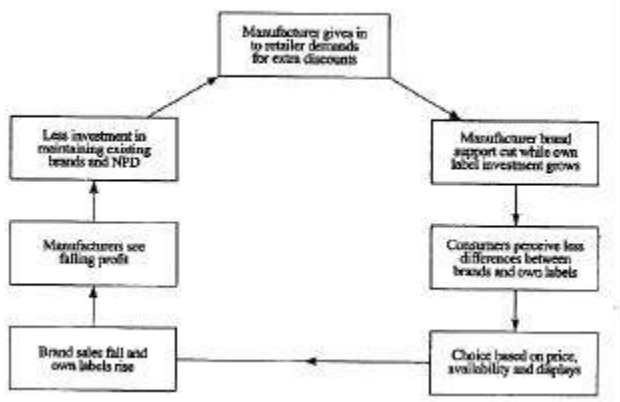 Manufacturer gives in
to retailer demands
for extra discounts
Manufacturer brand
support cut while own
label investment grows
Consumers perceive less
differences between
brands and own labels
Choice based on price,
availability and displays
Brand sales fall and
own labels rise
Manufacturers see
falling profit
Less investment in
maintaining existing
brands and NPD